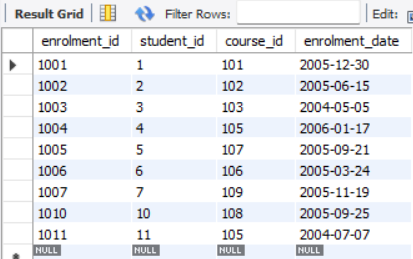 Result Grid Filter Rows: Edit:
enrolment_id student_id course_id enrolment_date
1001 1 101 2005-12-30
1002 2 102 2005-06-15
1003 3 103 2004-05-05
1004 4 105 2006-01-17
1005 5 107 2005-09-21
1006 6 106 2005-03-24
1007 7 109 2005-11-19
1010 10 108 2005-09-25
1011 11 105 2004-07-07
NULL NULL NULL NULL